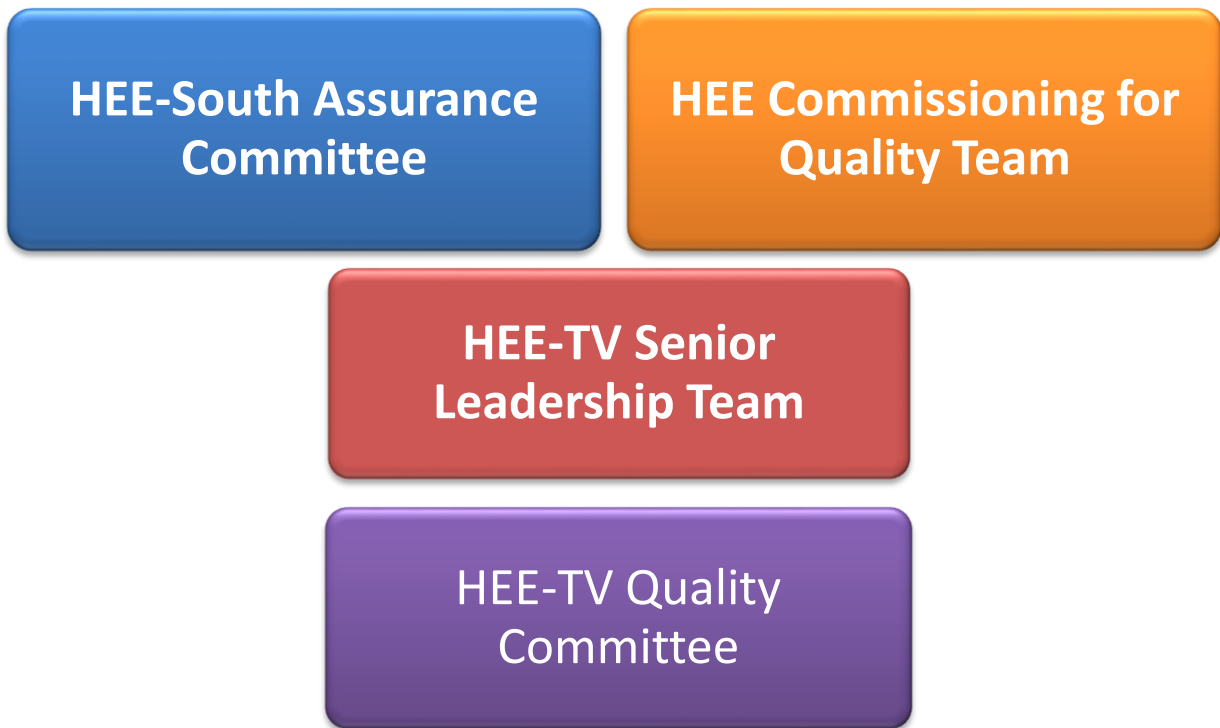 HEE-South Assurance
Committee
HEE Commissioning for
Quality Team
HEE-TV Senior
Leadership Team
HEE-TV Quality
Committee